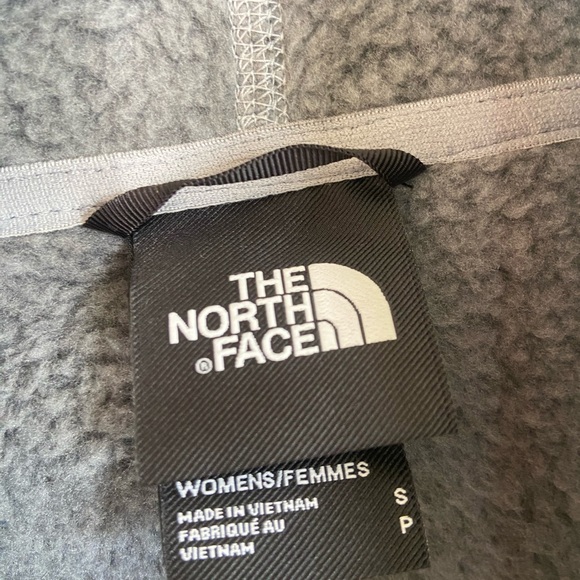 THE
NORTH
® FACE
WOMENS/FEMMES
MADE IN VIETNAM
FABRIQUÉ AU
VIETNAM
S
P